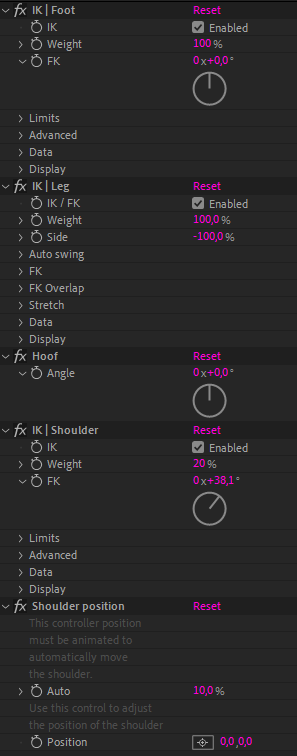 fx IK | Foot Reset
IK Enabled
Weight 100 %
FK 0 x +0,0 °
Limits
Advanced
Data
Display
fx IK | Leg Reset
IK / FK Enabled
Weight 100,0 %
Side -100,0 %
Auto swing
FK
FK Overlap
Stretch
Data
Display
fx Hoof Reset
Angle 0 x +0,0 °
fx IK | Shoulder Reset
IK Enabled
Weight 20 %
FK 0 x +38,1 °
Limits
Advanced
Data
Display
fx Shoulder position Reset
This controller position
must be animated to
automatically move
the shoulder.
Auto 10,0 %
Use this control to adjust
the position of the shoulder
Position 0,0 ,0,0